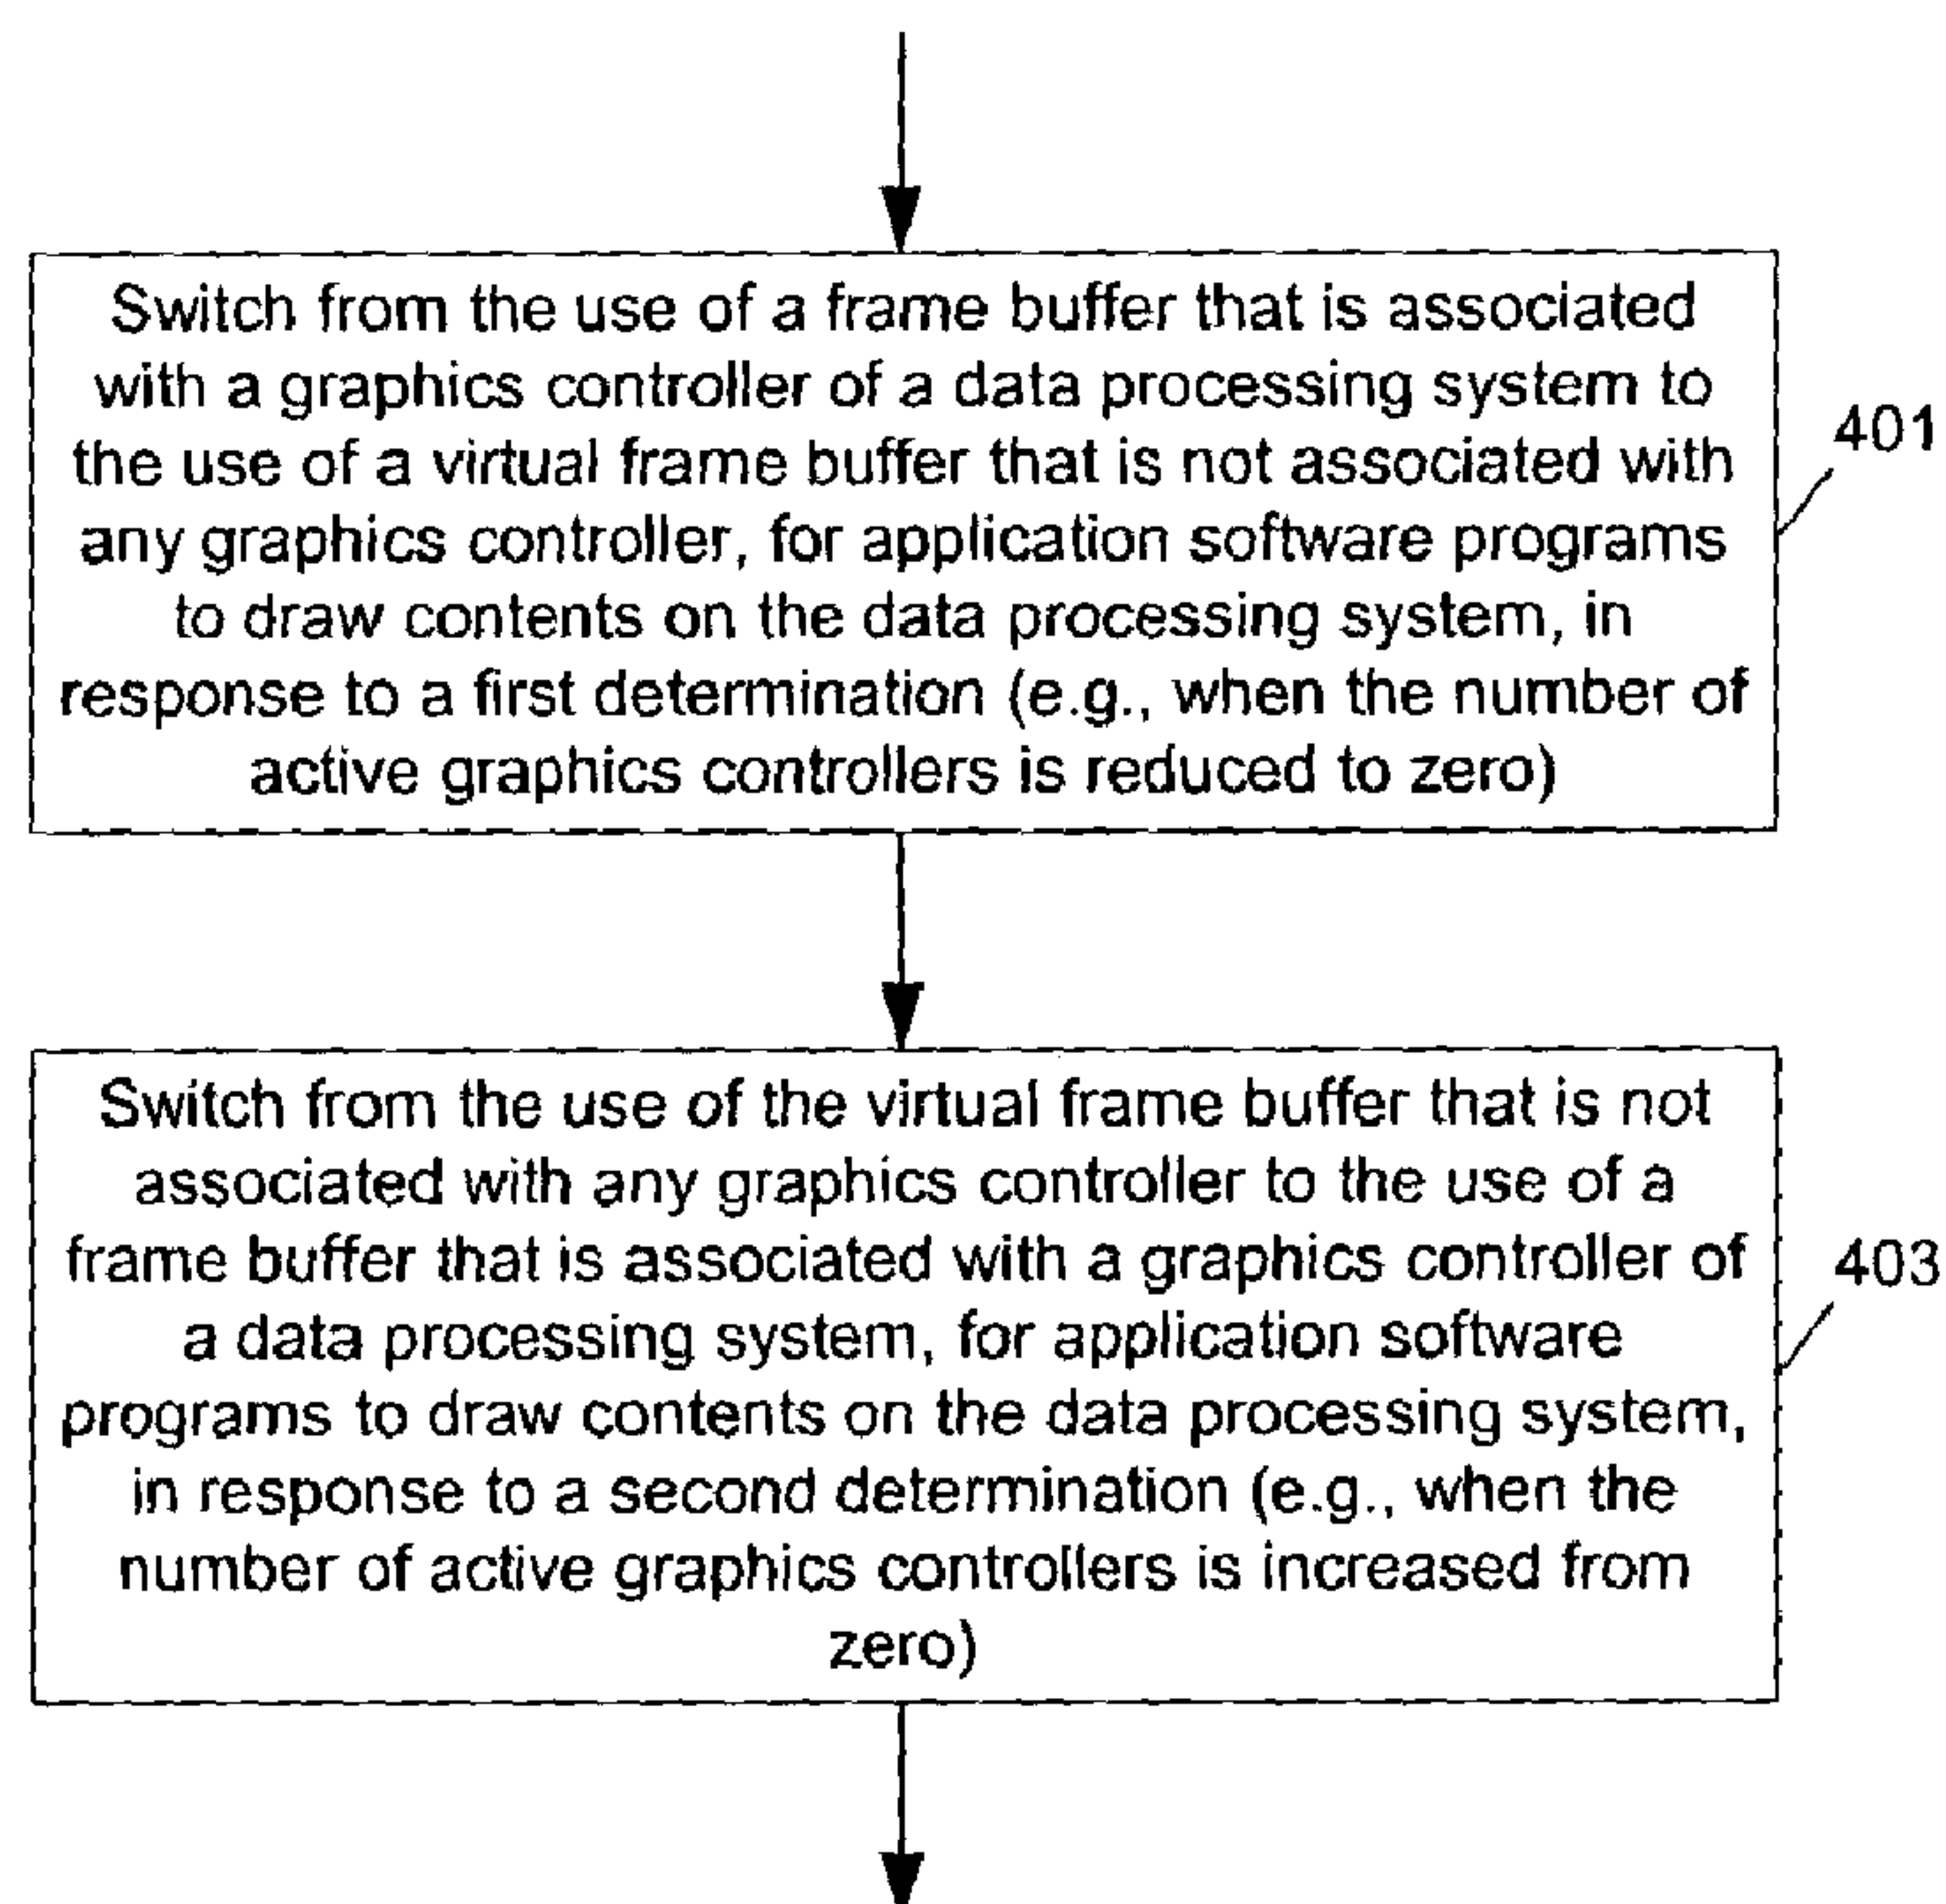 Switch from the use of a frame buffer that is associated
with a graphics controller of a data processing system to
the use of a virtual frame buffer that is not associated with
any graphics controller, for application software programs
to draw contents on the data processing system, in
response to a first determination (e.g., when the number of
active graphics controllers is reduced to zero)
401
Switch from the use of the virtual frame buffer that is not
associated with any graphics controller to the use of a
frame buffer that is associated with a graphics controller of
a data processing system, for application software
programs to draw contents on the data processing system,
in response to a second determination (e.g., when the
number of active graphics controllers is increased from
zero)
403